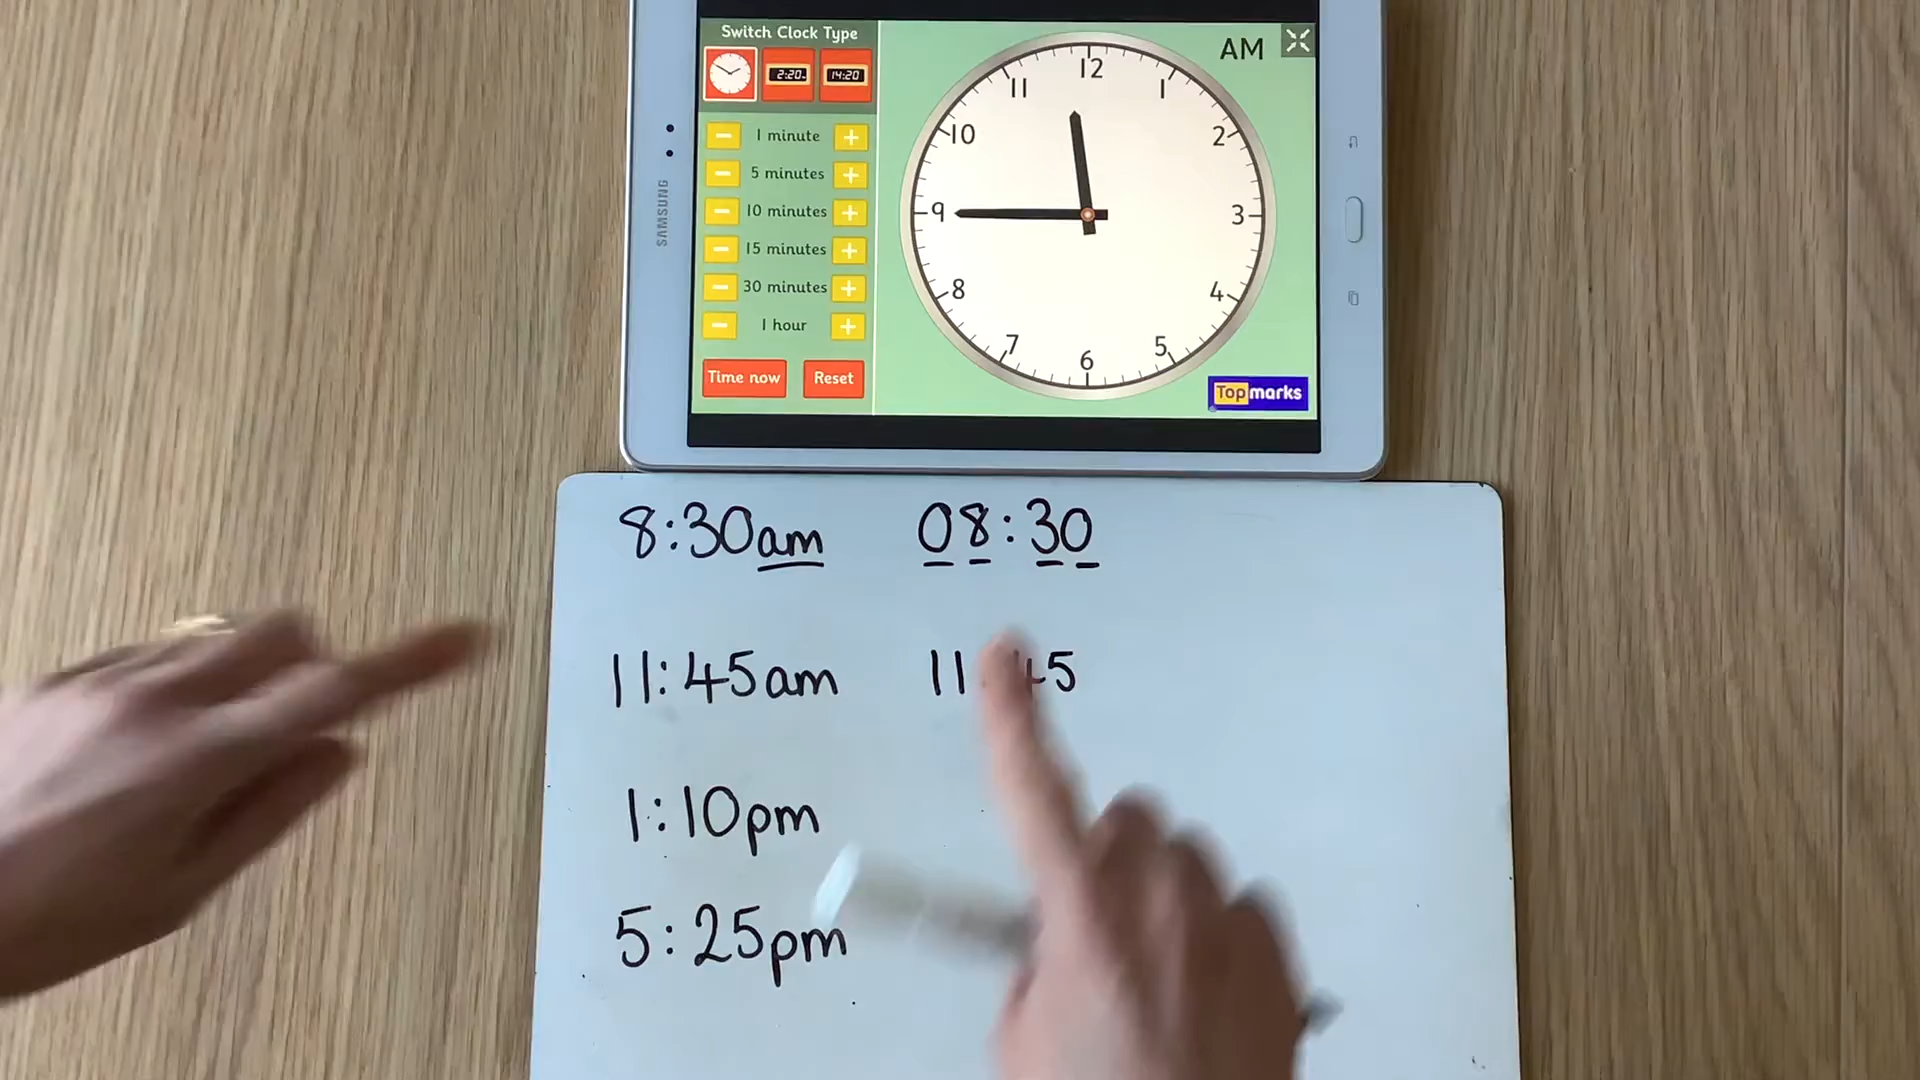 Switch Clock Type
2:20
14:20
1 minute
5 minutes
10 minutes
15 minutes
30 minutes
1 hour
Time now
Reset
AM
12
1
2
3
4
5
6
7
8
9
10
11
Topmarks
SAMSUNG
8:30am 08:30
11:45am 11 45
1:10pm
5:25pm